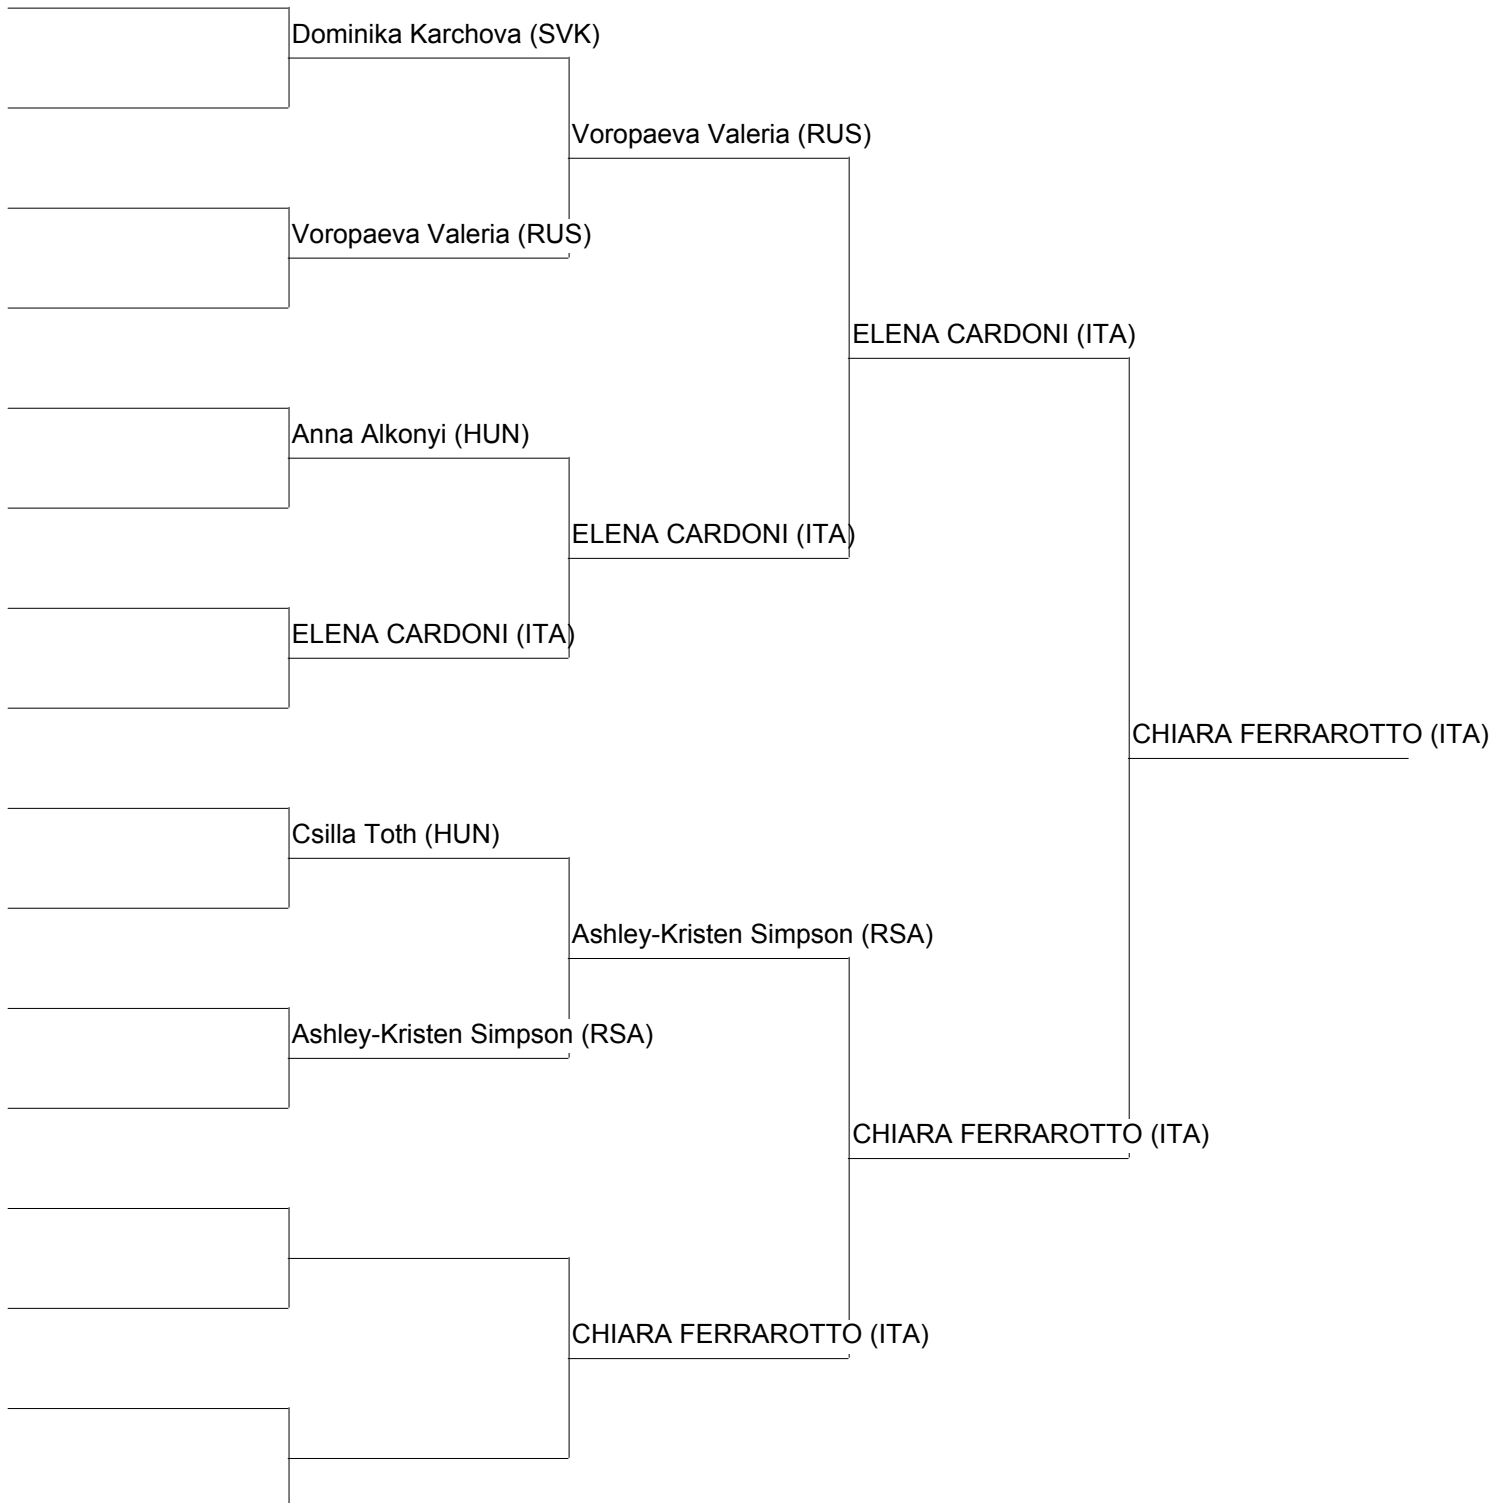 Dominika Karchova (SVK)
Voropaeva Valeria (RUS)
Voropaeva Valeria (RUS)
ELENA CARDONI (ITA)
Anna Alkonyi (HUN)
ELENA CARDONI (ITA)
ELENA CARDONI (ITA)
CHIARA FERRAROTTO (ITA)
Csilla Toth (HUN)
Ashley-Kristen Simpson (RSA)
Ashley-Kristen Simpson (RSA)
CHIARA FERRAROTTO (ITA)
CHIARA FERRAROTTO (ITA)